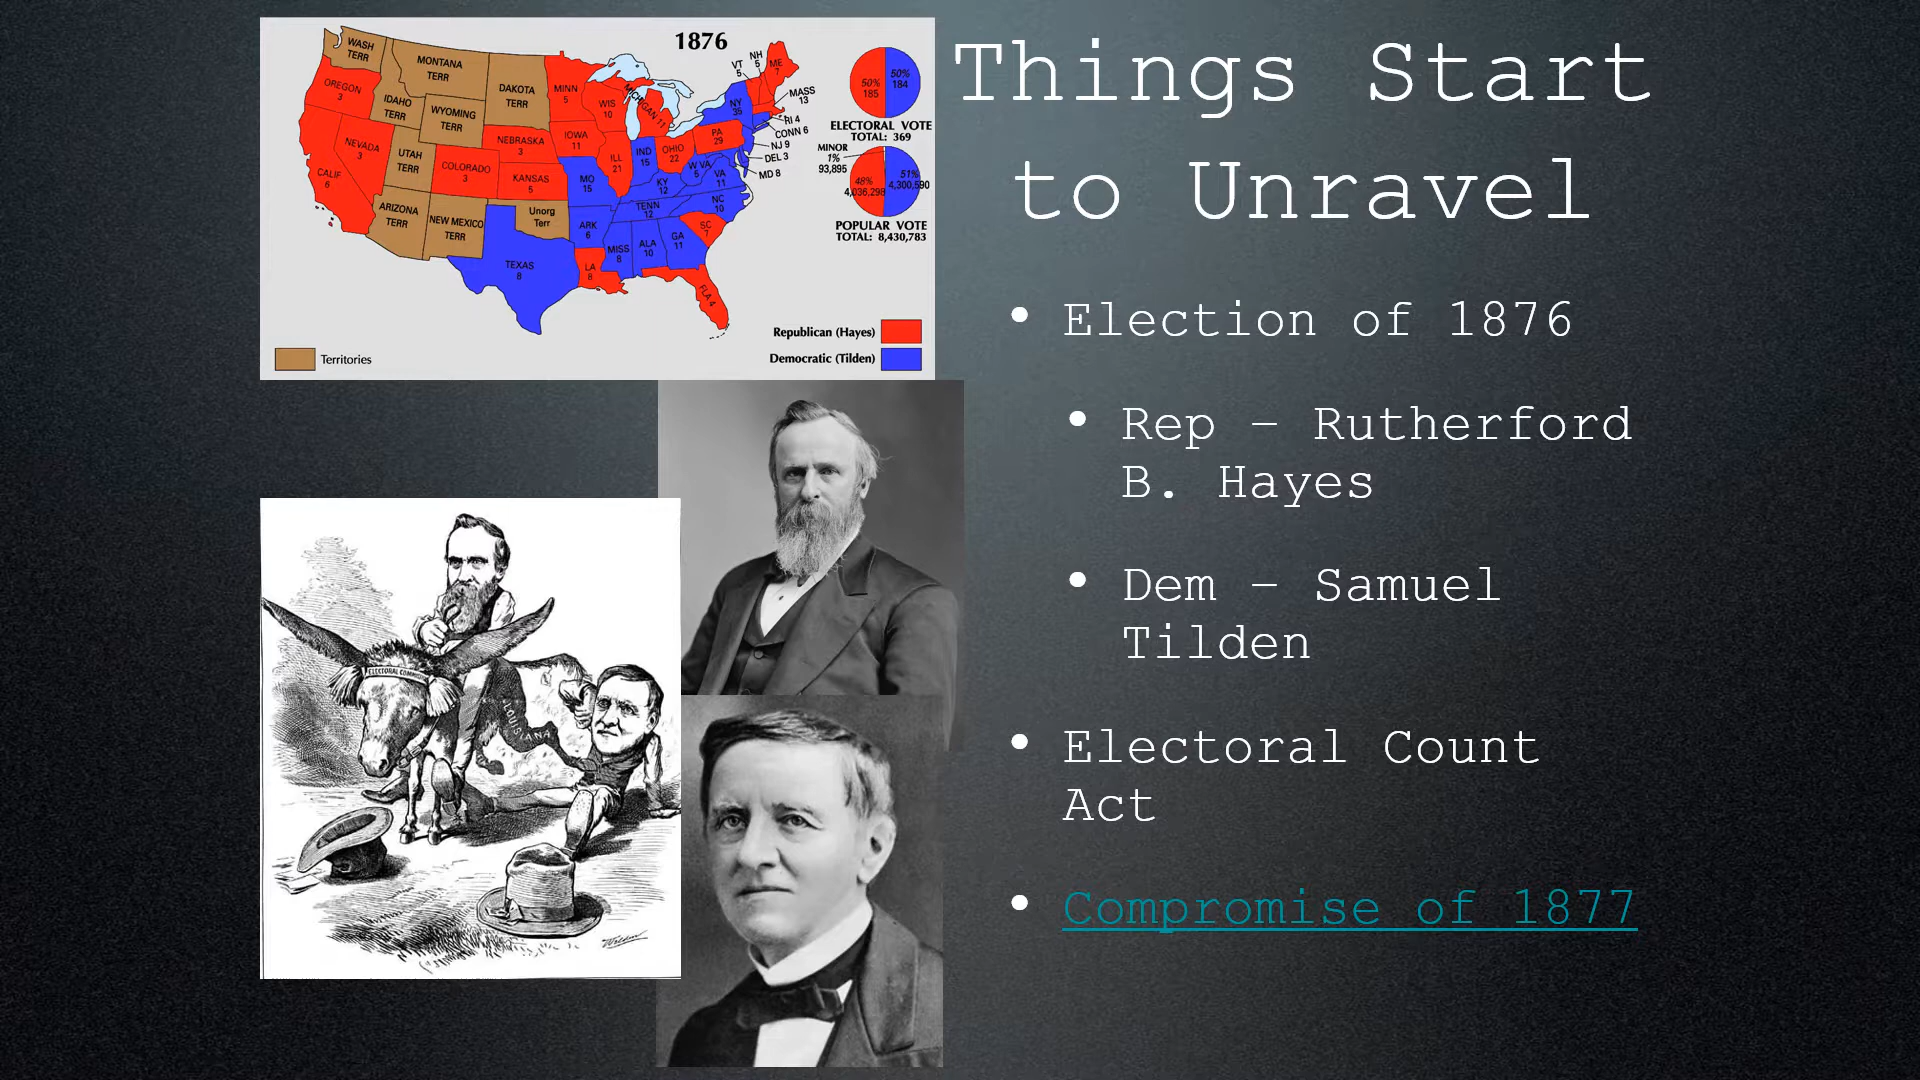 Things Start
to Unravel
• Election of 1876
• Rep – Rutherford
B. Hayes
• Dem – Samuel
Tilden
• Electoral Count
Act
• Compromise of 1877
1876
WASH
TERR
MONTANA
TERR
DAKOTA
TERR
MINN
5
OREGON
3
IDAHO
TERR
WYOMING
TERR
WIS
10
MICHIGAN 11
NEVADA
3
UTAH
TERR
NEBRASKA
3
IOWA
11
CALIF
6
COLORADO
3
KANSAS
5
ILL
21
IND
15
OHIO
22
PA
29
NY
35
VT
5
NH
5
ME
7
MASS
13
RI 4
CONN 6
NJ 9
DEL 3
MD 8
W VA
5
VA
11
KY
12
MO
15
NC
10
TENN
12
ARIZONA
TERR
NEW MEXICO
TERR
Unorg
Terr
ARK
6
SC
7
MISS
8
ALA
10
GA
11
TEXAS
8
LA
8
FLA 4
50%
185
50%
184
ELECTORAL VOTE
TOTAL: 369
MINOR
1%
93,895
48%
4,036,298
51%
4,300,590
POPULAR VOTE
TOTAL: 8,430,783
Republican (Hayes)
Democratic (Tilden)
Territories
LOUISIANA